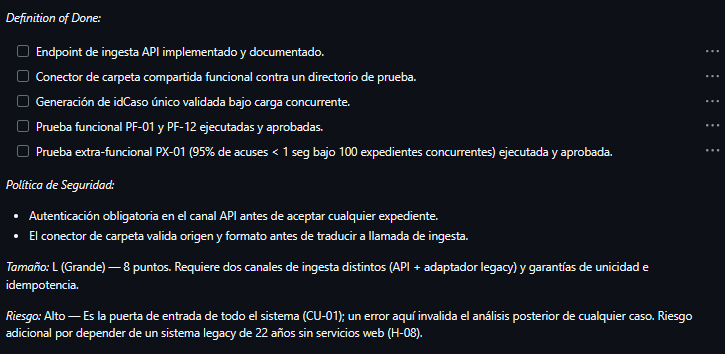 Definition of Done:
Endpoint de ingesta API implementado y documentado.
Conector de carpeta compartida funcional contra un directorio de prueba.
Generación de idCaso único validada bajo carga concurrente.
Prueba funcional PF-01 y PF-12 ejecutadas y aprobadas.
Prueba extra-funcional PX-01 (95% de acuses < 1 seg bajo 100 expedientes concurrentes) ejecutada y aprobada.
Política de Seguridad:
• Autenticación obligatoria en el canal API antes de aceptar cualquier expediente.
• El conector de carpeta valida origen y formato antes de traducir a llamada de ingesta.
Tamaño: L (Grande) — 8 puntos. Requiere dos canales de ingesta distintos (API + adaptador legacy) y garantías de unicidad e
idempotencia.
Riesgo: Alto — Es la puerta de entrada de todo el sistema (CU-01); un error aquí invalida el análisis posterior de cualquier caso. Riesgo
adicional por depender de un sistema legacy de 22 años sin servicios web (H-08).